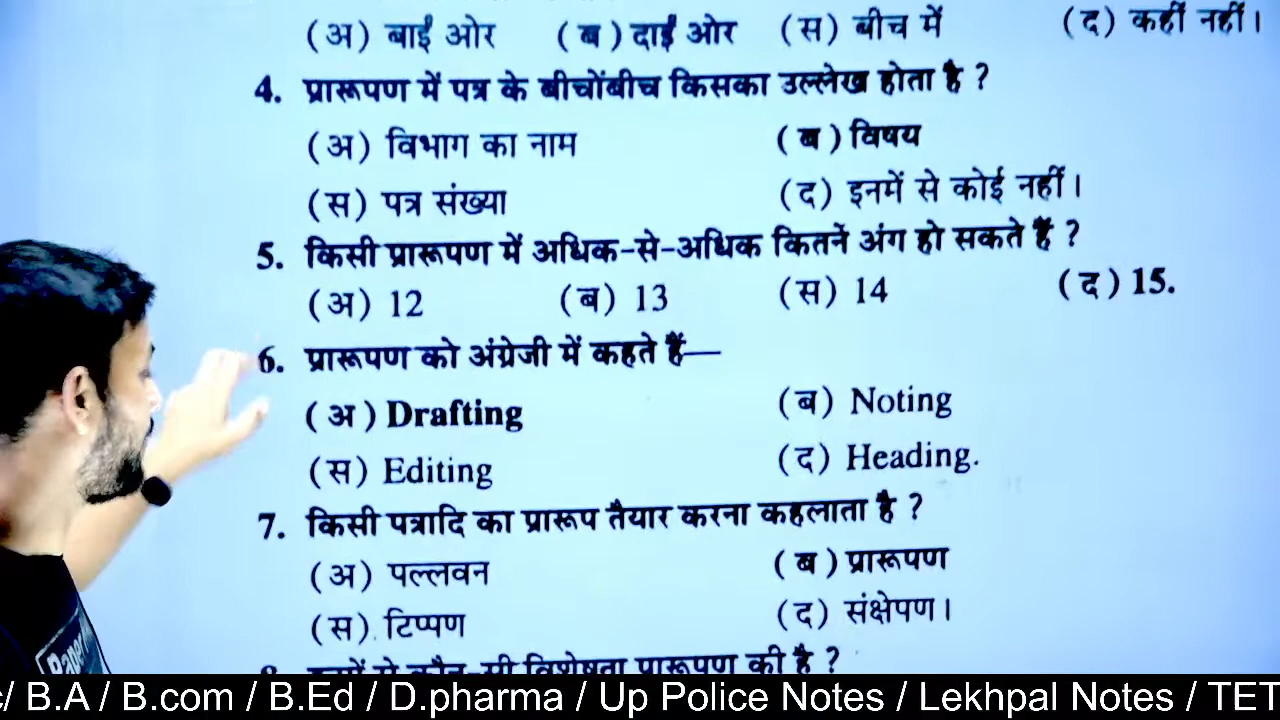 (अ) बाईं ओर (ब) दाईं ओर (स) बीच में (द) कहीं नहीं।
4. प्रारूपण में पत्र के बीचोंबीच किसका उल्लेख होता है ?
(अ) विभाग का नाम (ब) विषय
(स) पत्र संख्या (द) इनमें से कोई नहीं।
5. किसी प्रारूपण में अधिक-से-अधिक कितने अंग हो सकते हैं ?
(अ) 12 (ब) 13 (स) 14 (द) 15.
6. प्रारूपण को अंग्रेजी में कहते हैं—
(अ) Drafting (ब) Noting
(स) Editing (द) Heading.
7. किसी पत्रादि का प्रारूप तैयार करना कहलाता है ?
(अ) पल्लवन (ब) प्रारूपण
(स) टिप्पण (द) संक्षेपण।
कौन-सी विशेषता प्रारूपण की है ?
/ B.A / B.com / B.Ed / D.pharma / Up Police Notes / Lekhpal Notes / TET